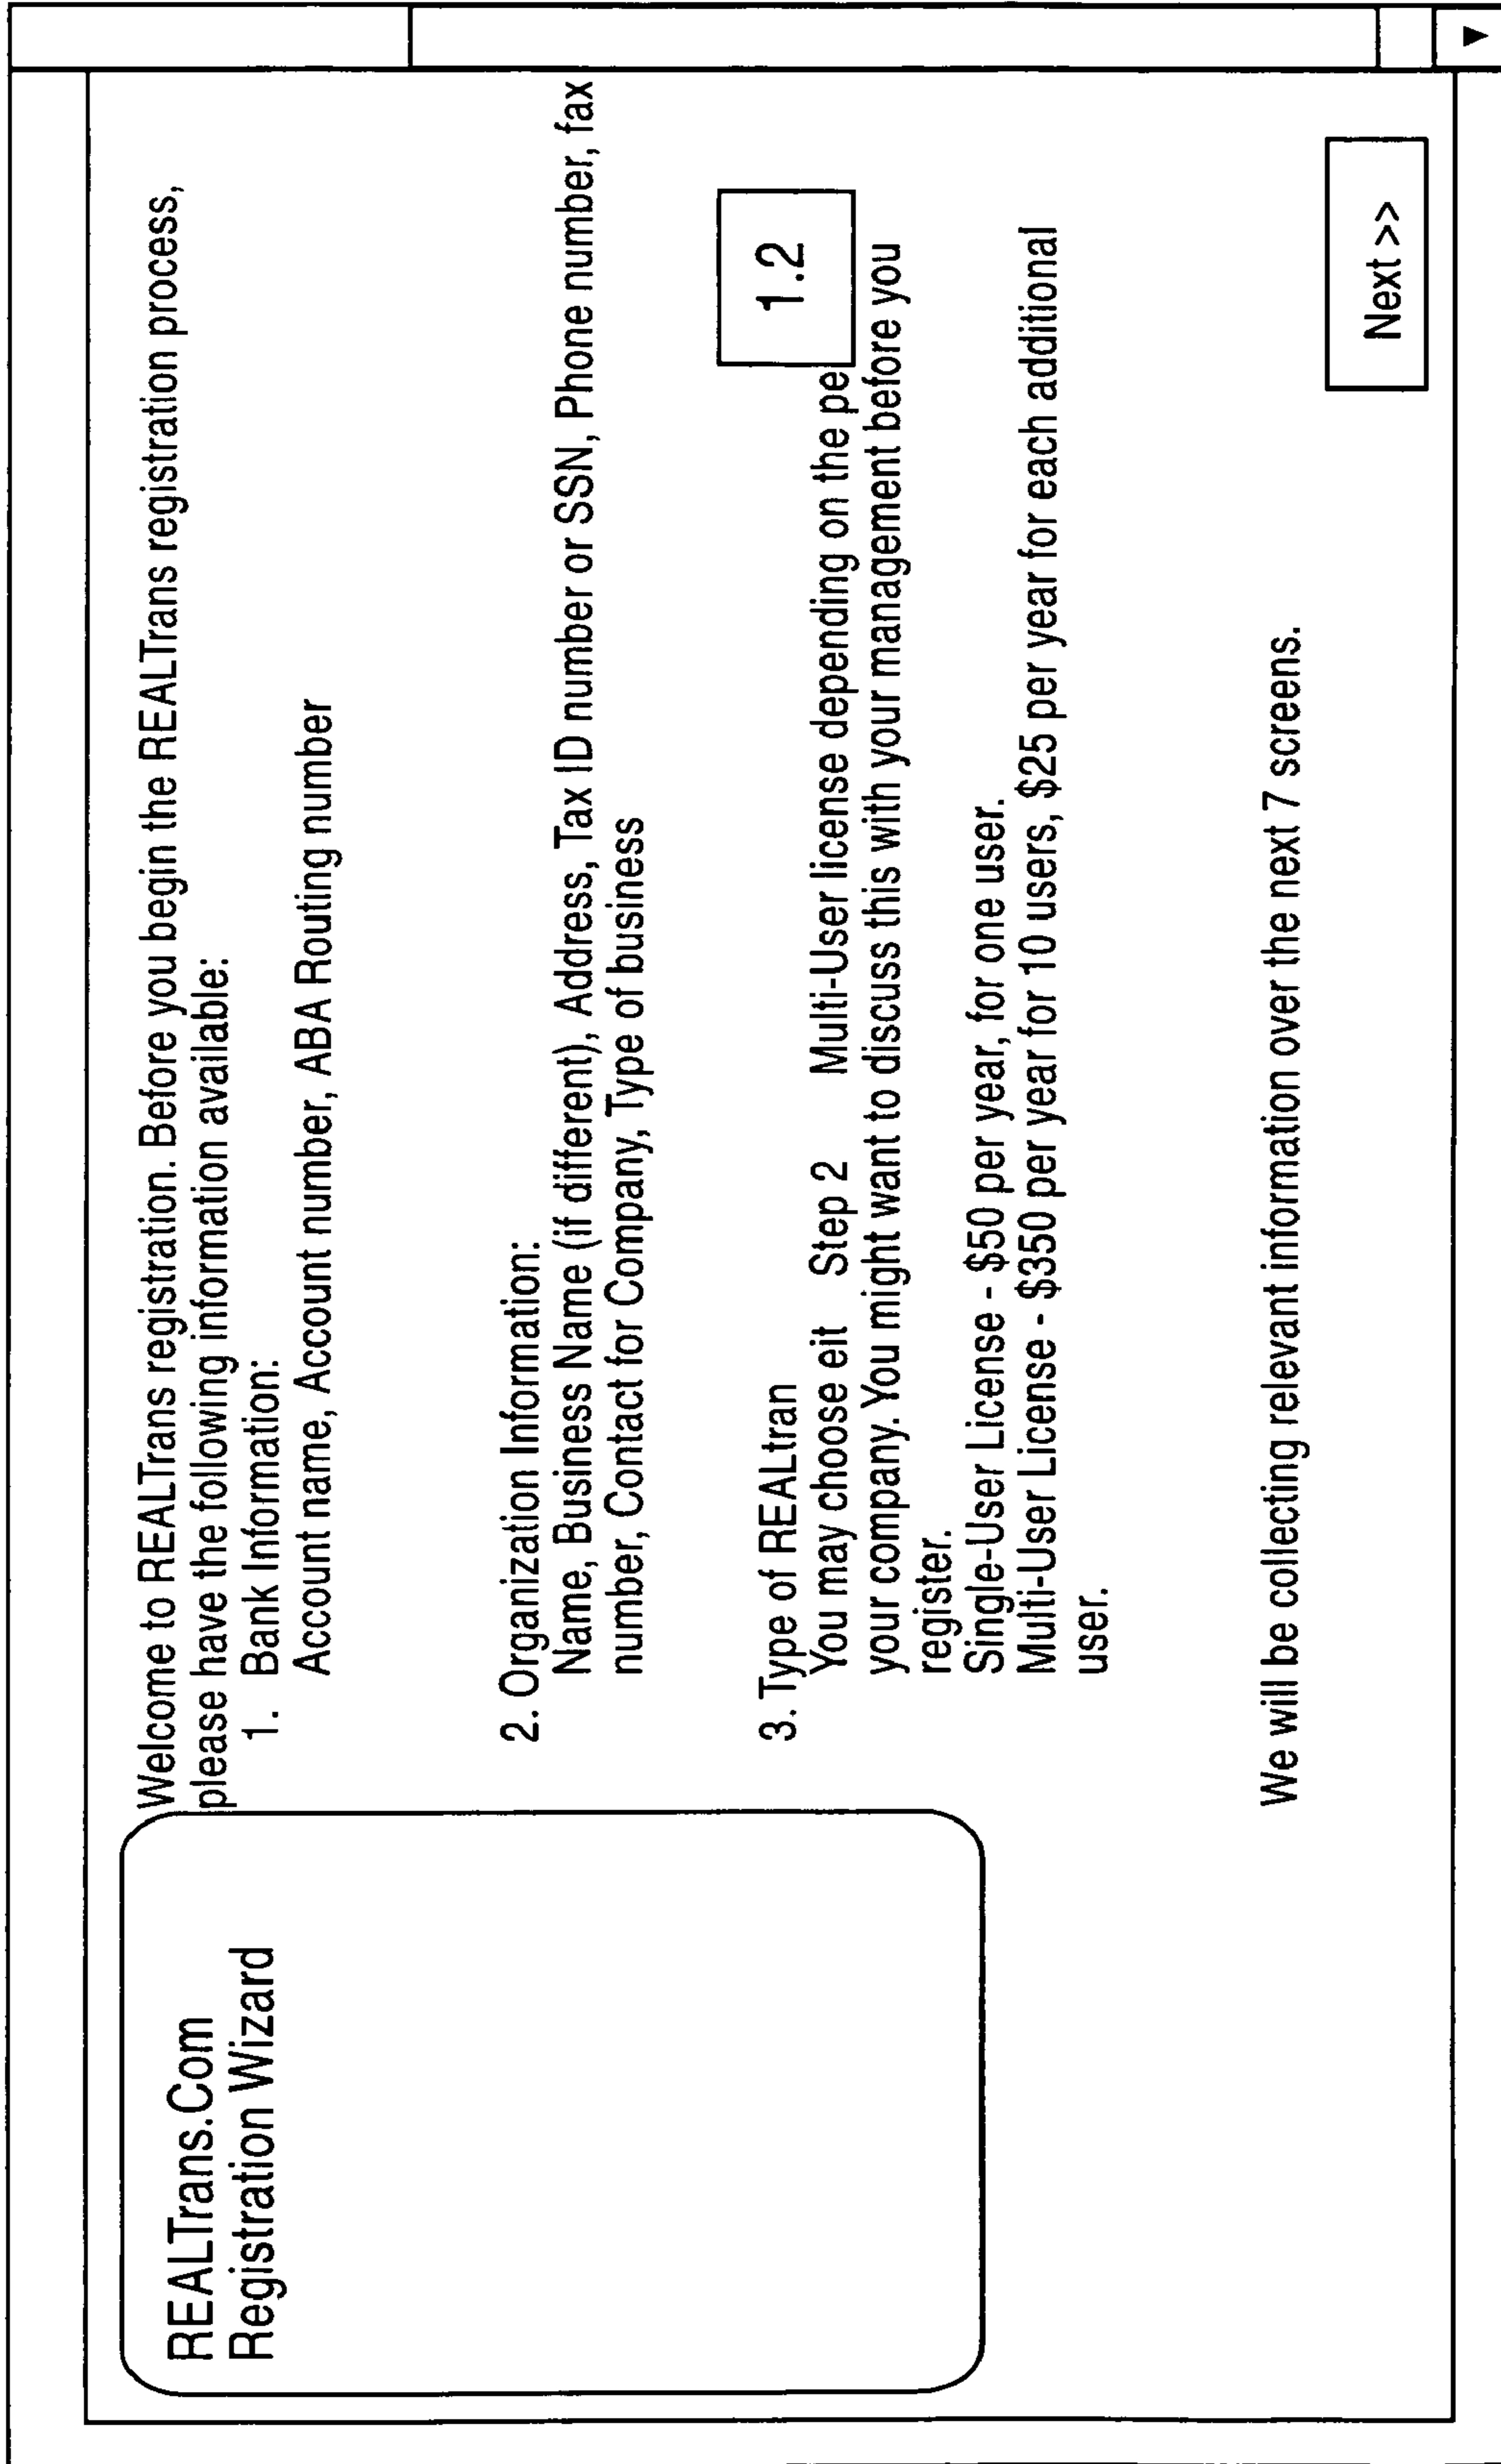 REALTrans.Com
Registration Wizard
Welcome to REALTrans registration. Before you begin the REALTrans registration process,
please have the following information available:
1. Bank Information:
Account name, Account number, ABA Routing number
2. Organization Information:
Name, Business Name (if different), Address, Tax ID number or SSN, Phone number, fax
number, Contact for Company, Type of business
1.2
3. Type of REALtran
You may choose eit Step 2 Multi-User license depending on the pe
your company. You might want to discuss this with your management before you
register.
Single-User License - $50 per year, for one user.
Multi-User License - $350 per year for 10 users, $25 per year for each additional
user.
We will be collecting relevant information over the next 7 screens.
Next >>